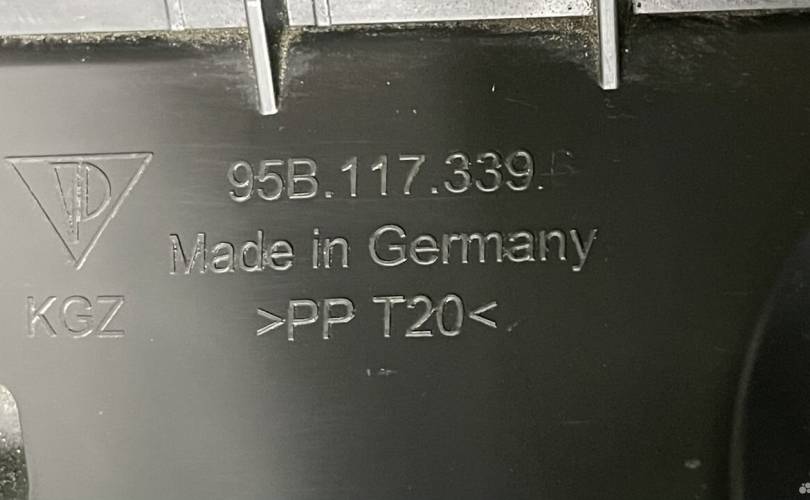 95B.117.339.
Made in Germany
KGZ >PP T20<